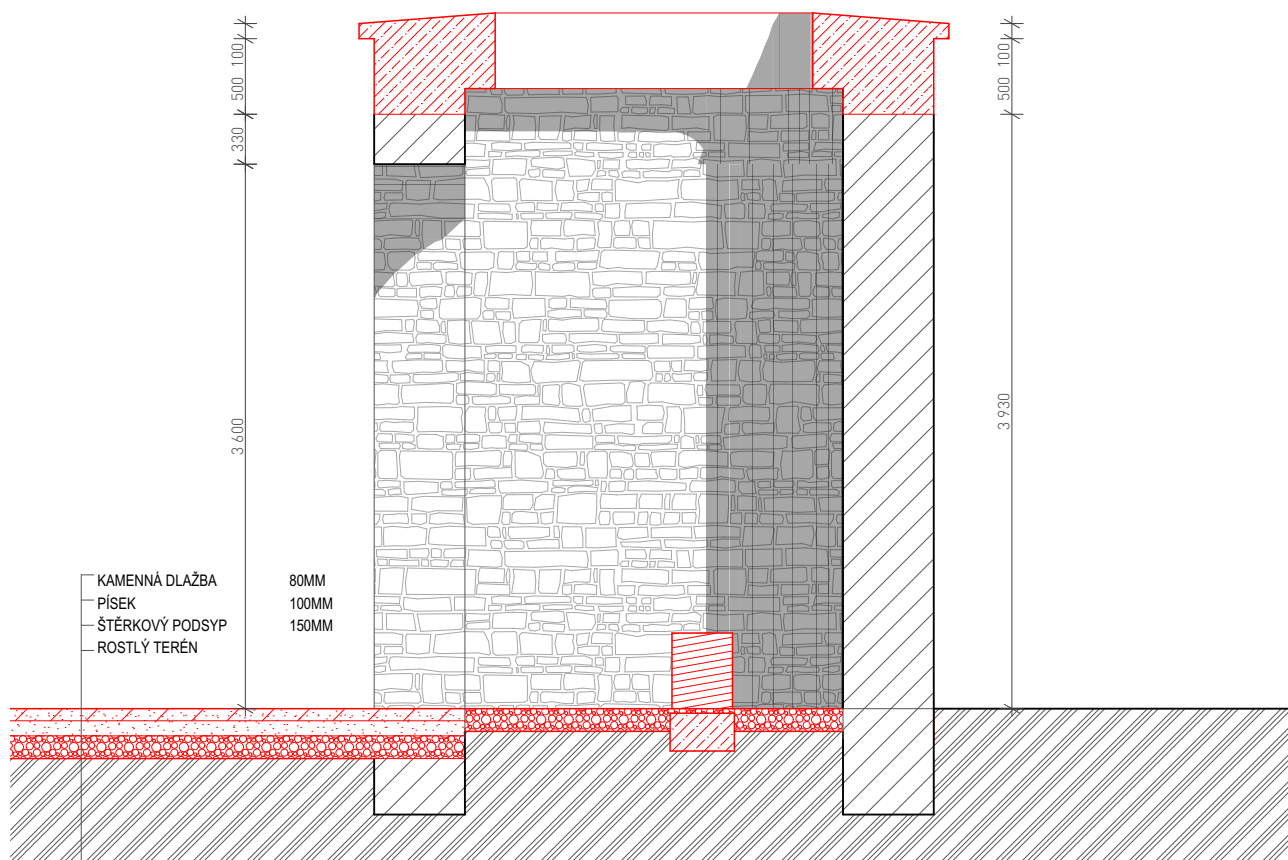 100
500
330
3 600
100
500
3 930
KAMENNÁ DLAŽBA 80MM
PÍSEK 100MM
ŠTĚRKOVÝ PODSYP 150MM
ROSTLÝ TERÉN